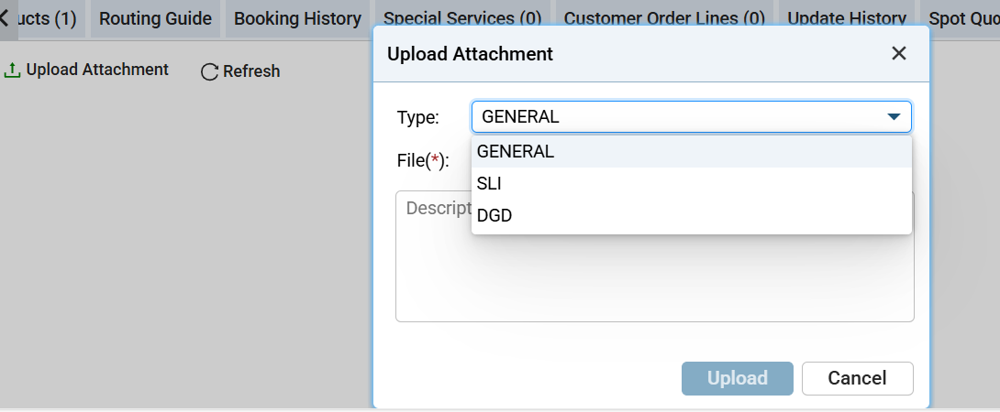 ucts (1) Routing Guide Booking History Special Services (0) Customer Order Lines (0) Update History Spot Quo
Upload Attachment Refresh
Upload Attachment
Type: GENERAL
GENERAL
File(*):
SLI
Descript
DGD
Upload Cancel